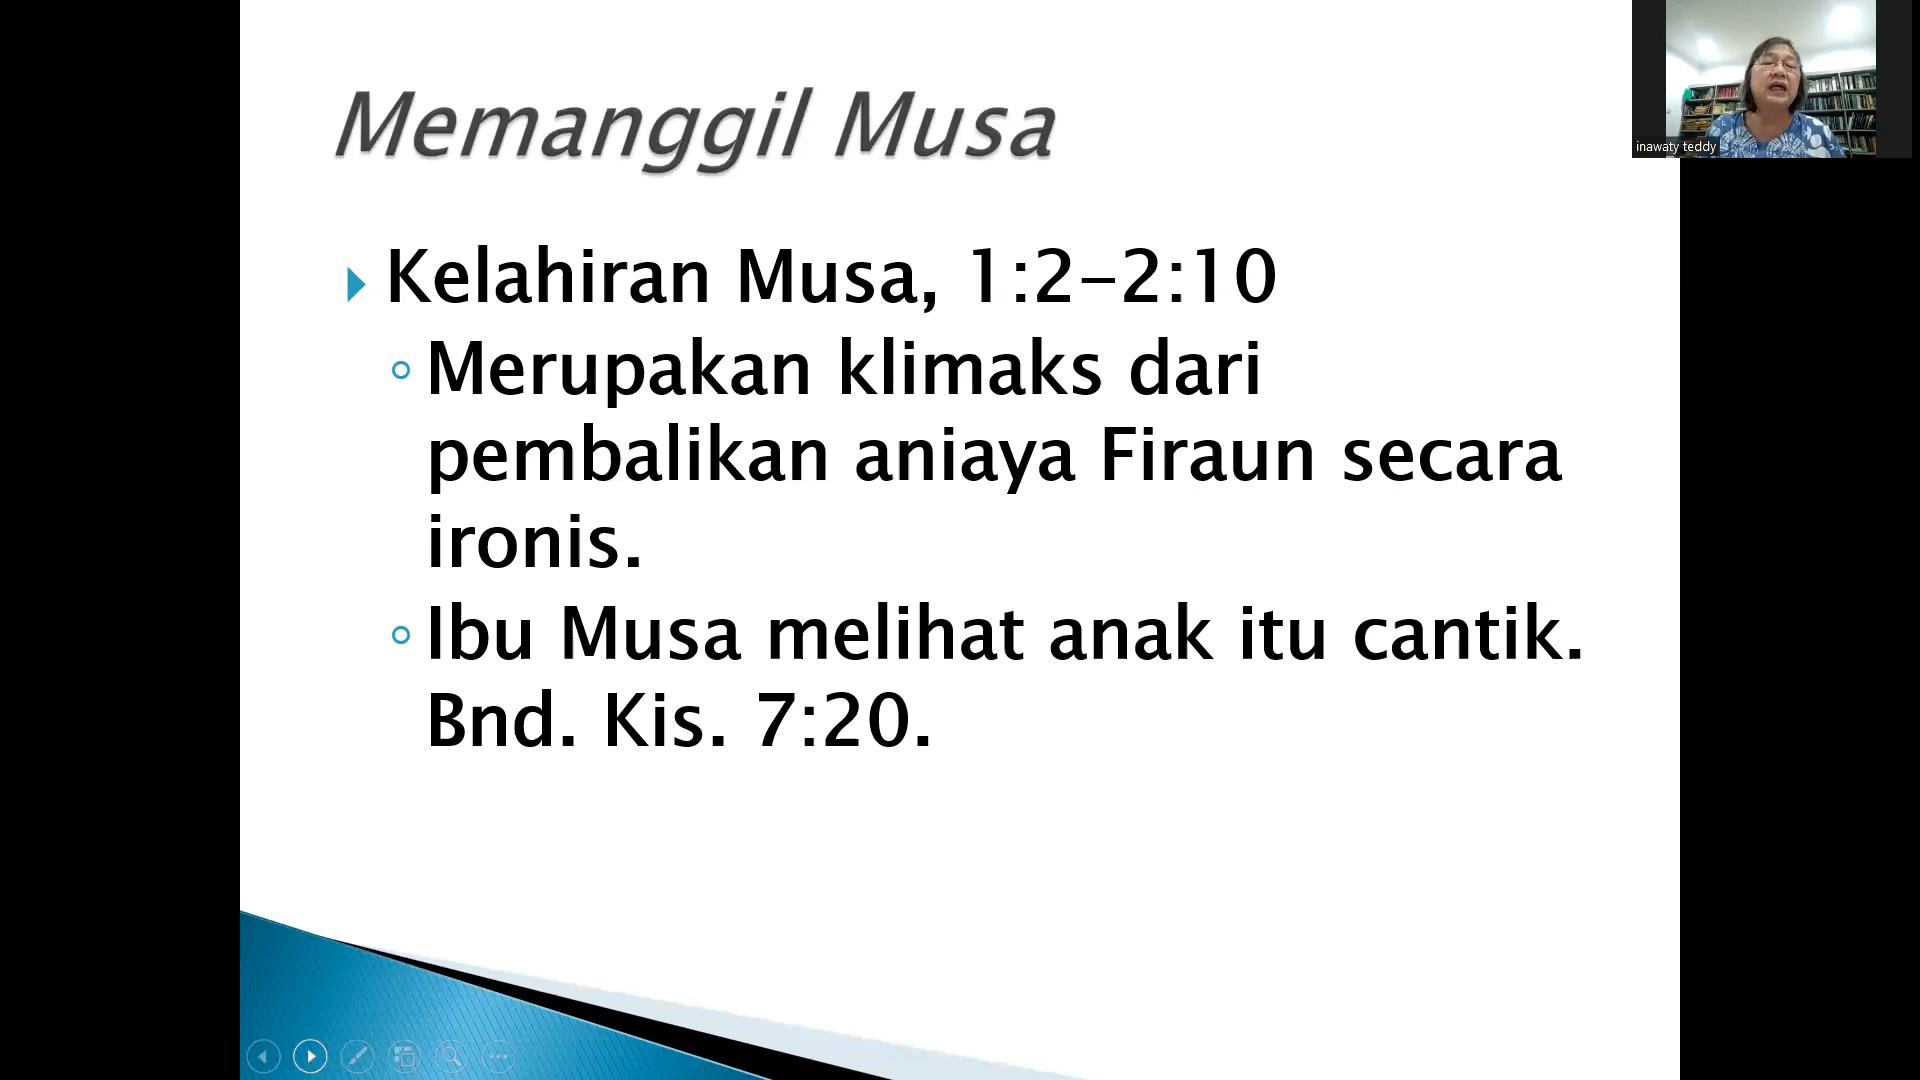 Memanggil Musa
inawaty teddy
Kelahiran Musa, 1:2-2:10
Merupakan klimaks dari
pembalikan aniaya Firaun secara
ironis.
Ibu Musa melihat anak itu cantik.
Bnd. Kis. 7:20.